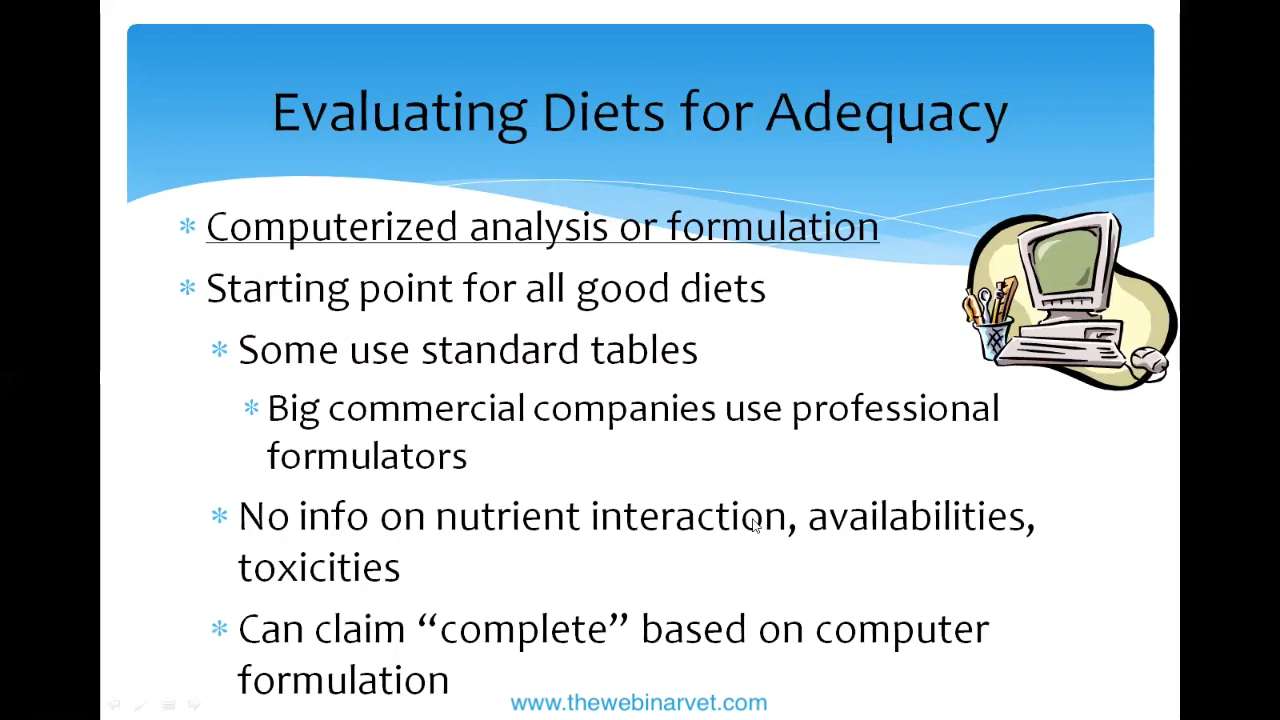 Evaluating Diets for Adequacy
* Computerized analysis or formulation
* Starting point for all good diets
* Some use standard tables
* Big commercial companies use professional
formulators
* No info on nutrient interaction, availabilities,
toxicities
* Can claim “complete” based on computer
formulation
www.thewebinarvet.com